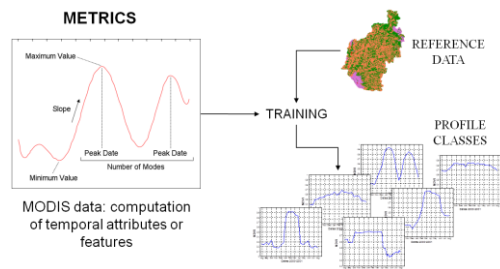 METRICS
Maximum Value
Slope
Peak Date
Peak Date
Number of Modes
Minimum Value
MODIS data: computation
of temporal attributes or
features
REFERENCE
DATA
TRAINING
PROFILE
CLASSES